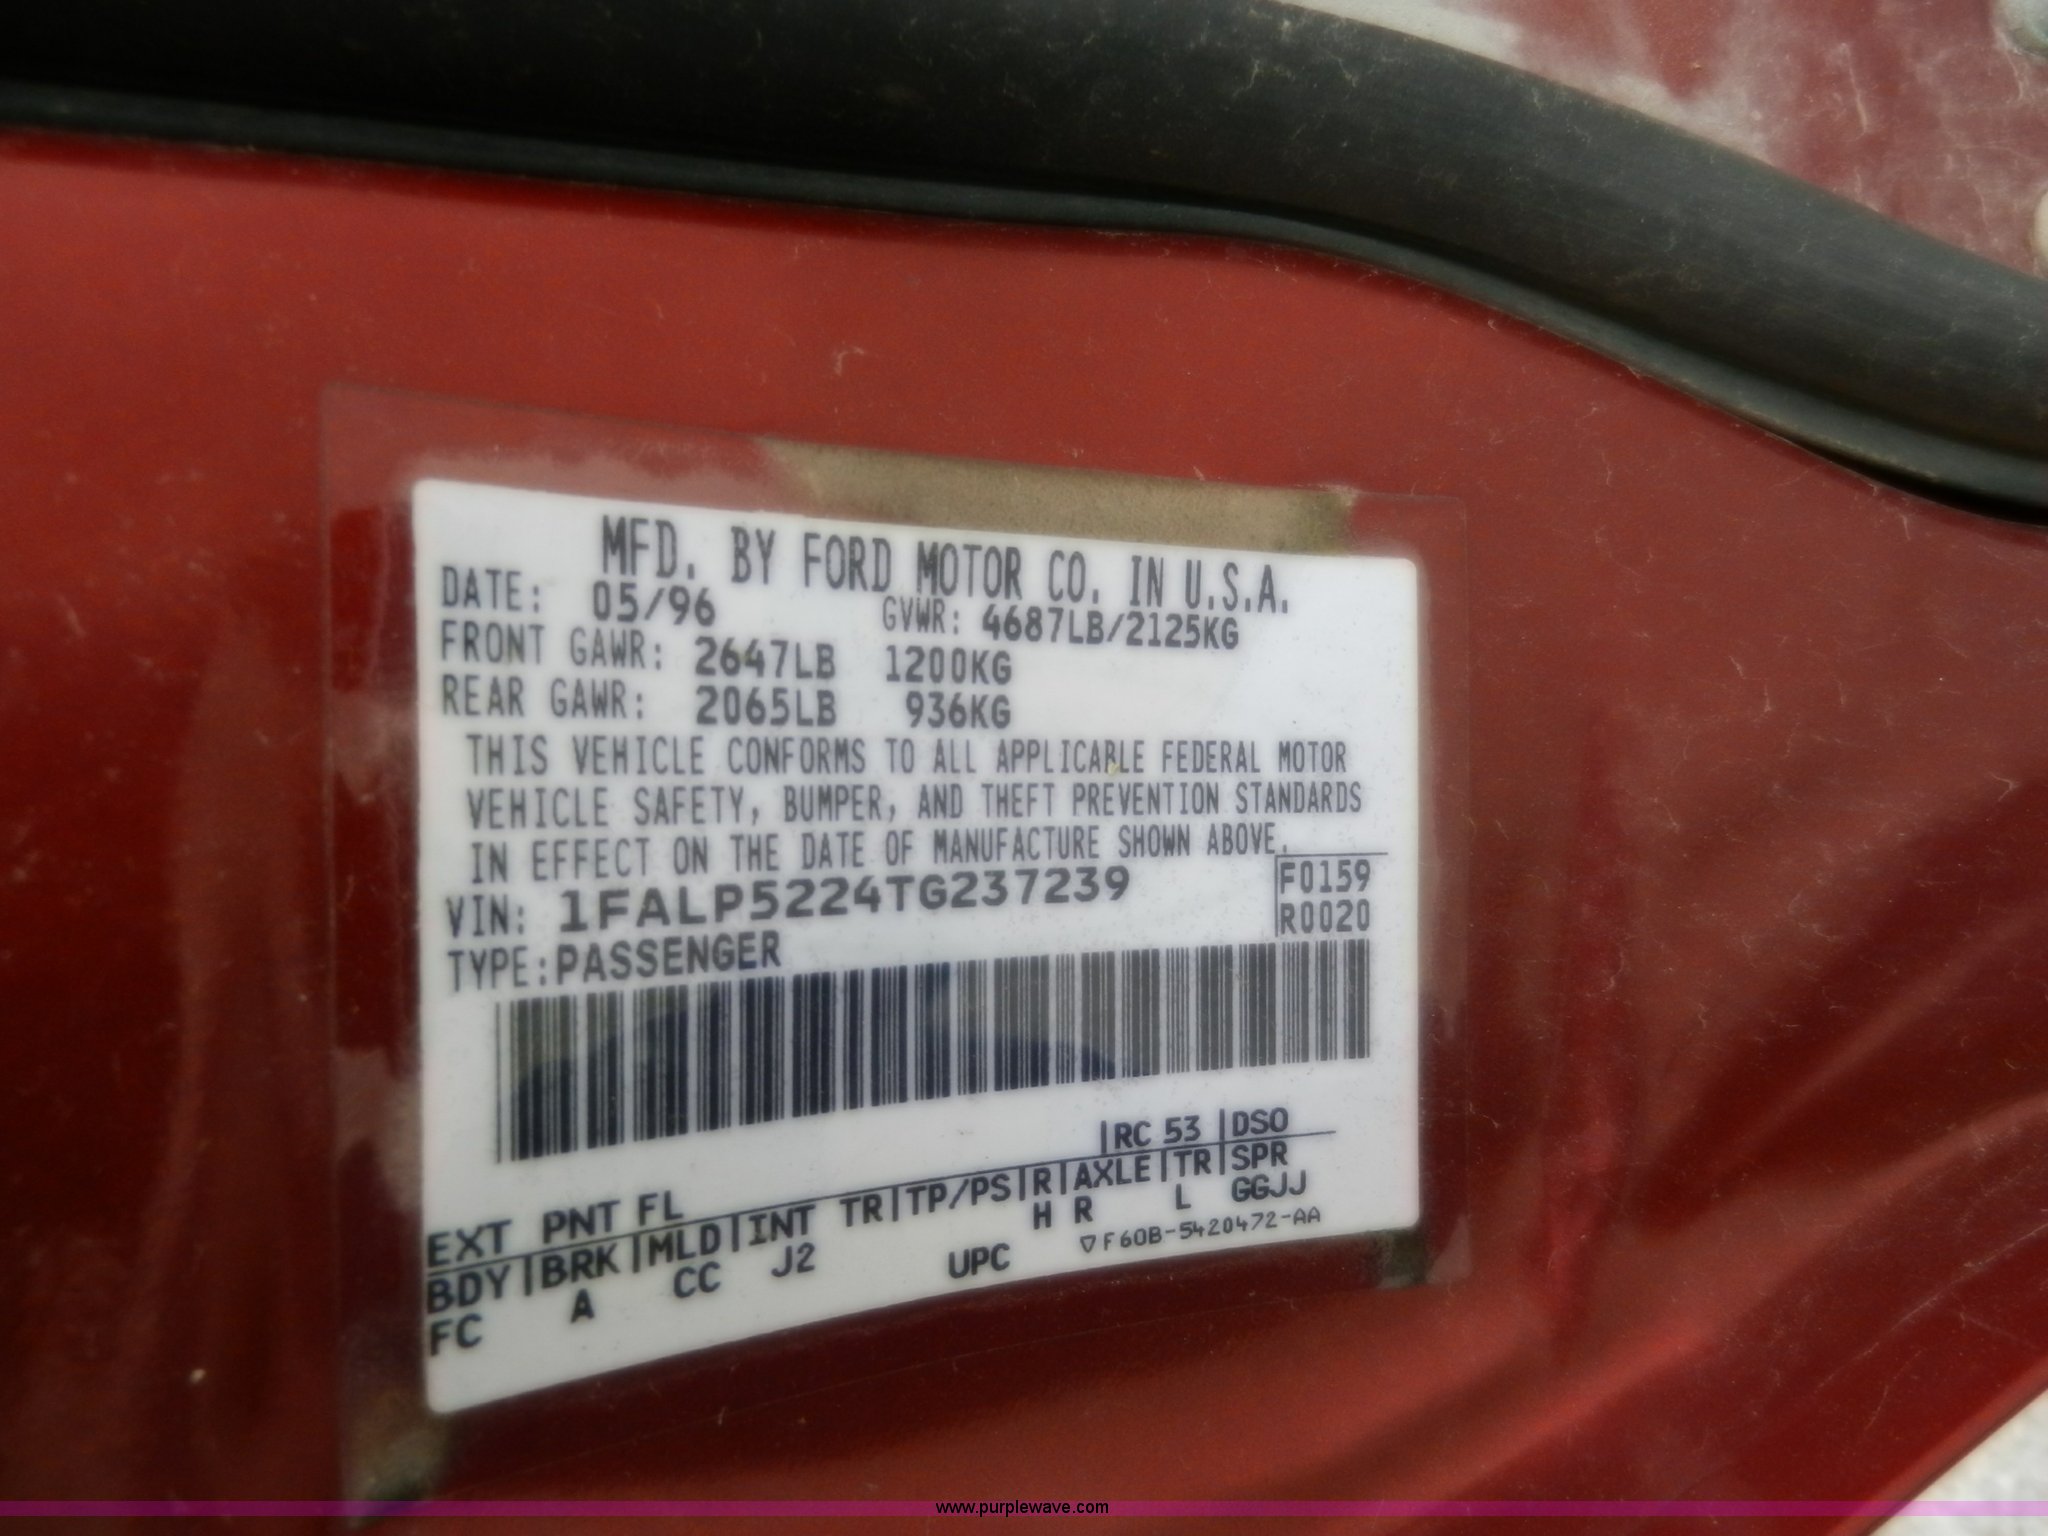 MFD. BY FORD MOTOR CO. IN U.S.A.
DATE: 05/96 GVWR: 4687LB/2125KG
FRONT GAWR: 2647LB 1200KG
REAR GAWR: 2065LB 936KG
THIS VEHICLE CONFORMS TO ALL APPLICABLE FEDERAL MOTOR
VEHICLE SAFETY, BUMPER, AND THEFT PREVENTION STANDARDS
IN EFFECT ON THE DATE OF MANUFACTURE SHOWN ABOVE.
VIN: 1FALP5224TG237239
F0159
R0020
TYPE: PASSENGER
RC 53 DSO
EXT PNT FL
BDY BRK MLD INT TR TP/PS R AXLE TR SPR
FC A CC J2 H R L GGJJ
UPC ▽F60B-5420472-AA
www.purplewave.com